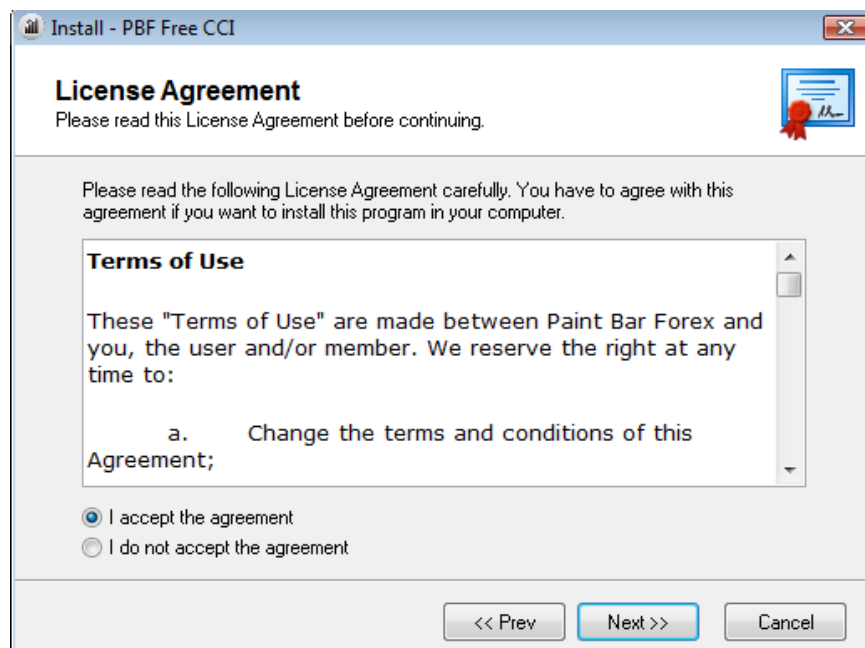 Install - PBF Free CCI
License Agreement
Please read this License Agreement before continuing.
Please read the following License Agreement carefully. You have to agree with this
agreement if you want to install this program in your computer.
Terms of Use
These "Terms of Use" are made between Paint Bar Forex and
you, the user and/or member. We reserve the right at any
time to:
a. Change the terms and conditions of this
Agreement;
I accept the agreement
I do not accept the agreement
<< Prev
Next >>
Cancel